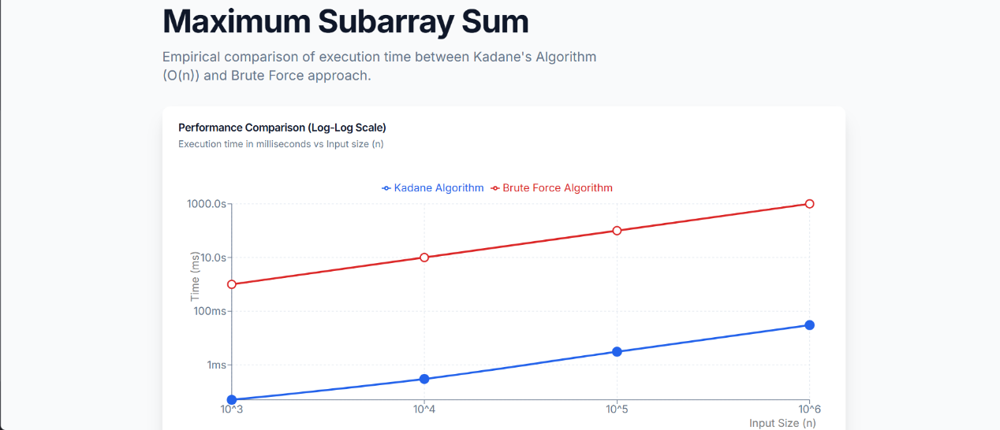 Maximum Subarray Sum
Empirical comparison of execution time between Kadane's Algorithm
(O(n)) and Brute Force approach.
Performance Comparison (Log-Log Scale)
Execution time in milliseconds vs Input size (n)
Kadane Algorithm Brute Force Algorithm
1000.0s
10.0s
100ms
1ms
Time (ms)
10^3 10^4 10^5 10^6
Input Size (n)